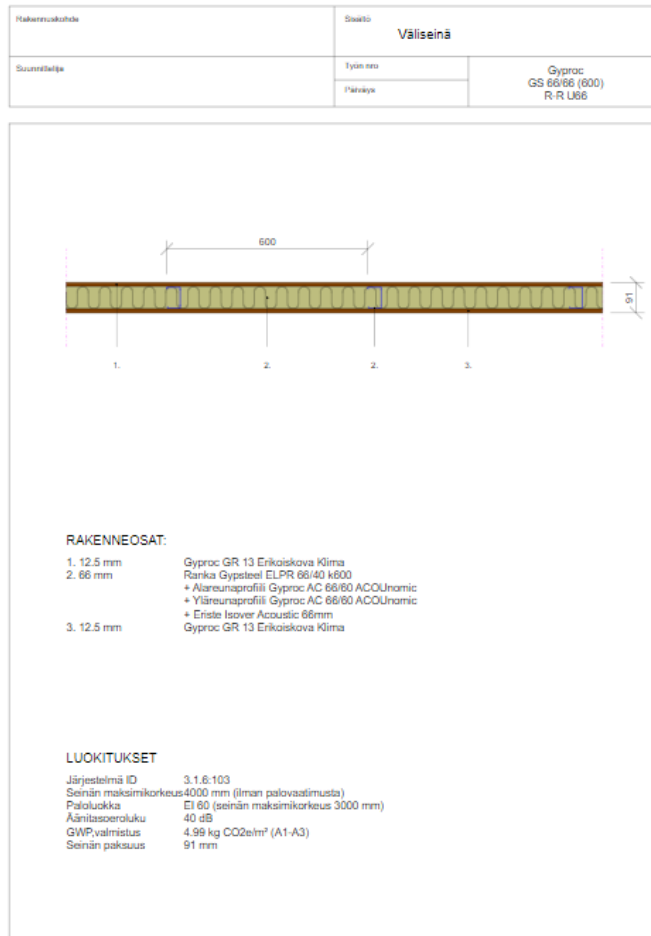 Rakennuskohde
Sisältö
Väliseinä
Suunnittelija
Työn nro
Päiväys
Gyproc
GS 66/66 (600)
R-R U66
600
91
1.
2.
2.
3.
RAKENNEOSAT:
1. 12.5 mm Gyproc GR 13 Erikoiskova Klima
2. 66 mm Ranka Gypsteel ELPR 66/40 k600
+ Alareunaprofiili Gyproc AC 66/60 ACOUnomic
+ Yläreunaprofiili Gyproc AC 66/60 ACOUnomic
+ Eriste Isover Acoustic 66mm
3. 12.5 mm Gyproc GR 13 Erikoiskova Klima
LUOKITUKSET
Järjestelmä ID 3.1.6:103
Seinän maksimikorkeus4000 mm (ilman palovaatimusta)
Paloluokka EI 60 (seinän maksimikorkeus 3000 mm)
Äänitasoeroluku 40 dB
GWP,valmistus 4.99 kg CO2e/m² (A1-A3)
Seinän paksuus 91 mm